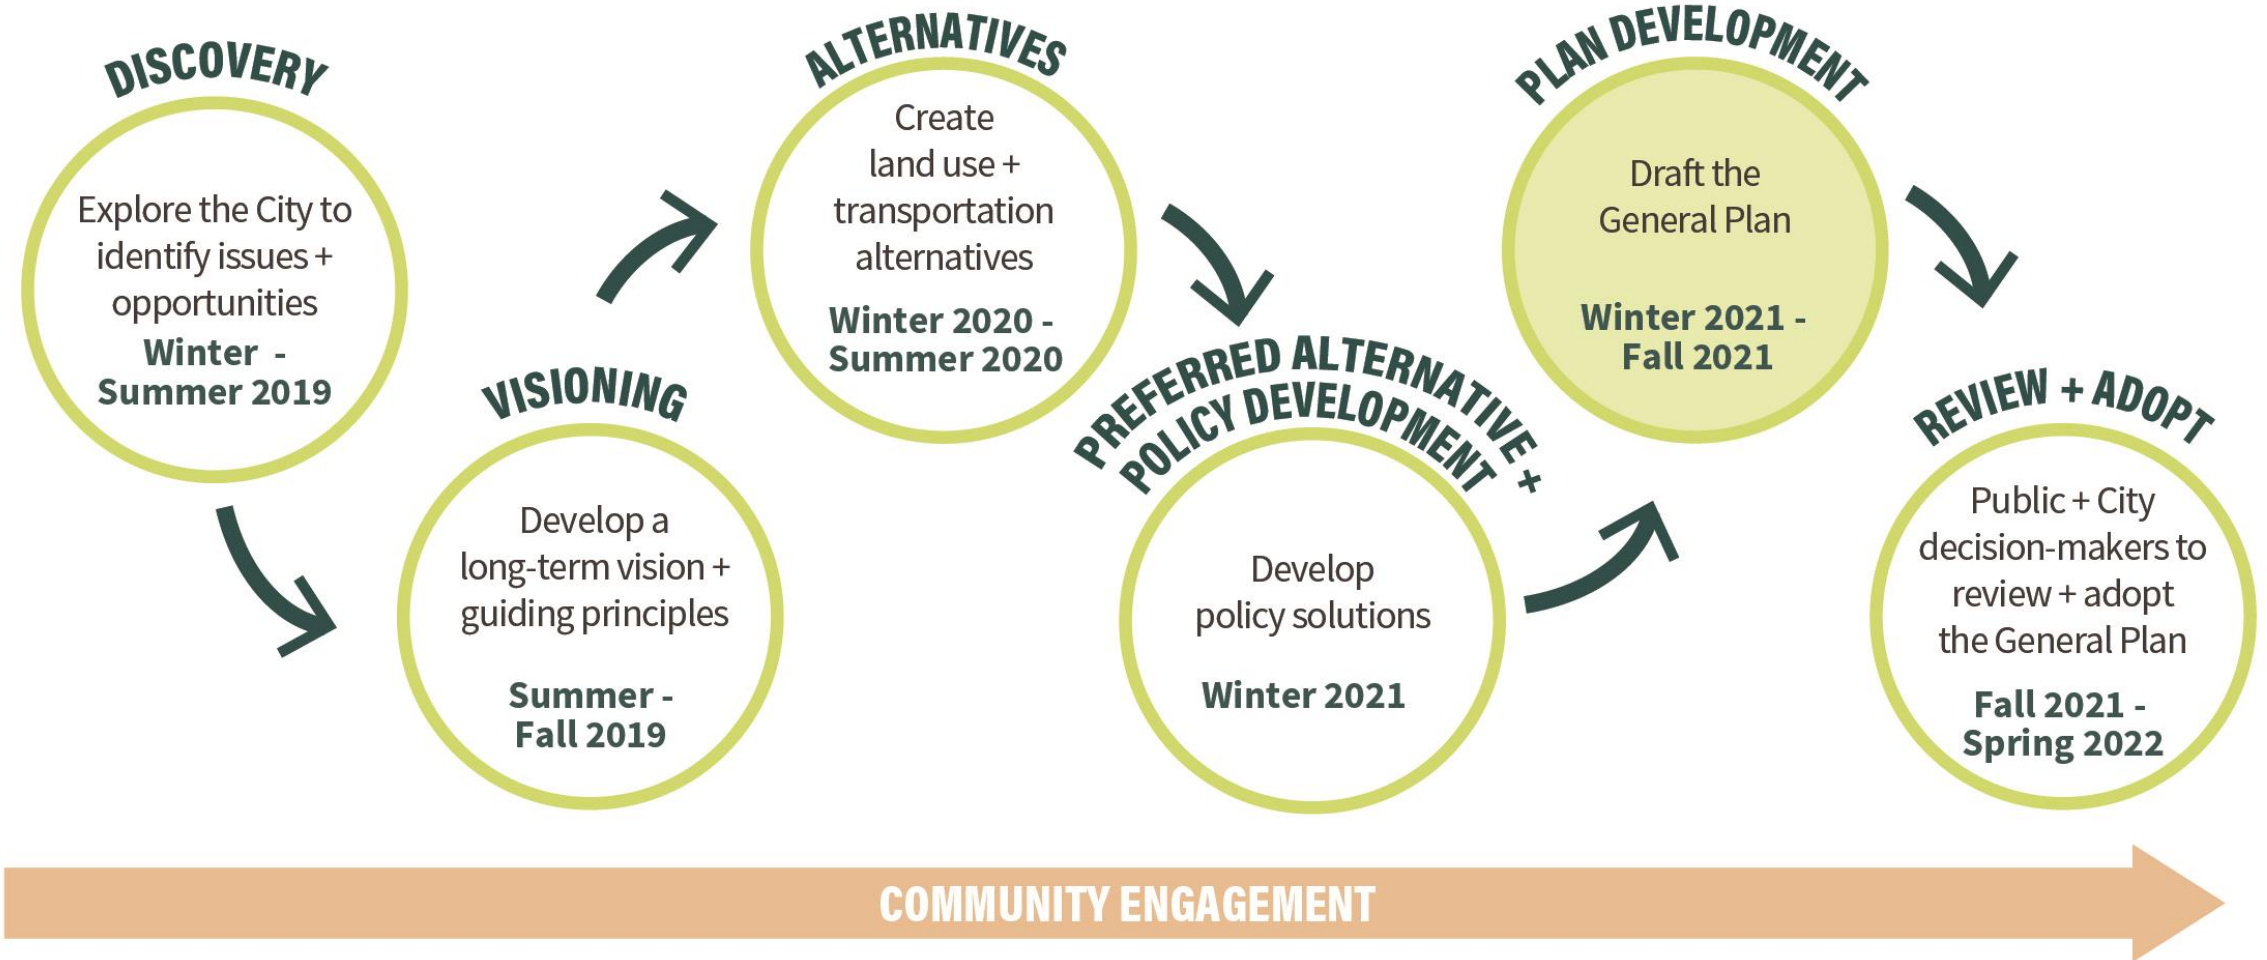 DISCOVERY
Explore the City to
identify issues +
opportunities
Winter -
Summer 2019
VISIONING
Develop a
long-term vision +
guiding principles
Summer -
Fall 2019
ALTERNATIVES
Create
land use +
transportation
alternatives
Winter 2020 -
Summer 2020
PREFERRED ALTERNATIVE +
POLICY DEVELOPMENT
Develop
policy solutions
Winter 2021
PLAN DEVELOPMENT
Draft the
General Plan
Winter 2021 -
Fall 2021
REVIEW + ADOPT
Public + City
decision-makers to
review + adopt
the General Plan
Fall 2021 -
Spring 2022
COMMUNITY ENGAGEMENT